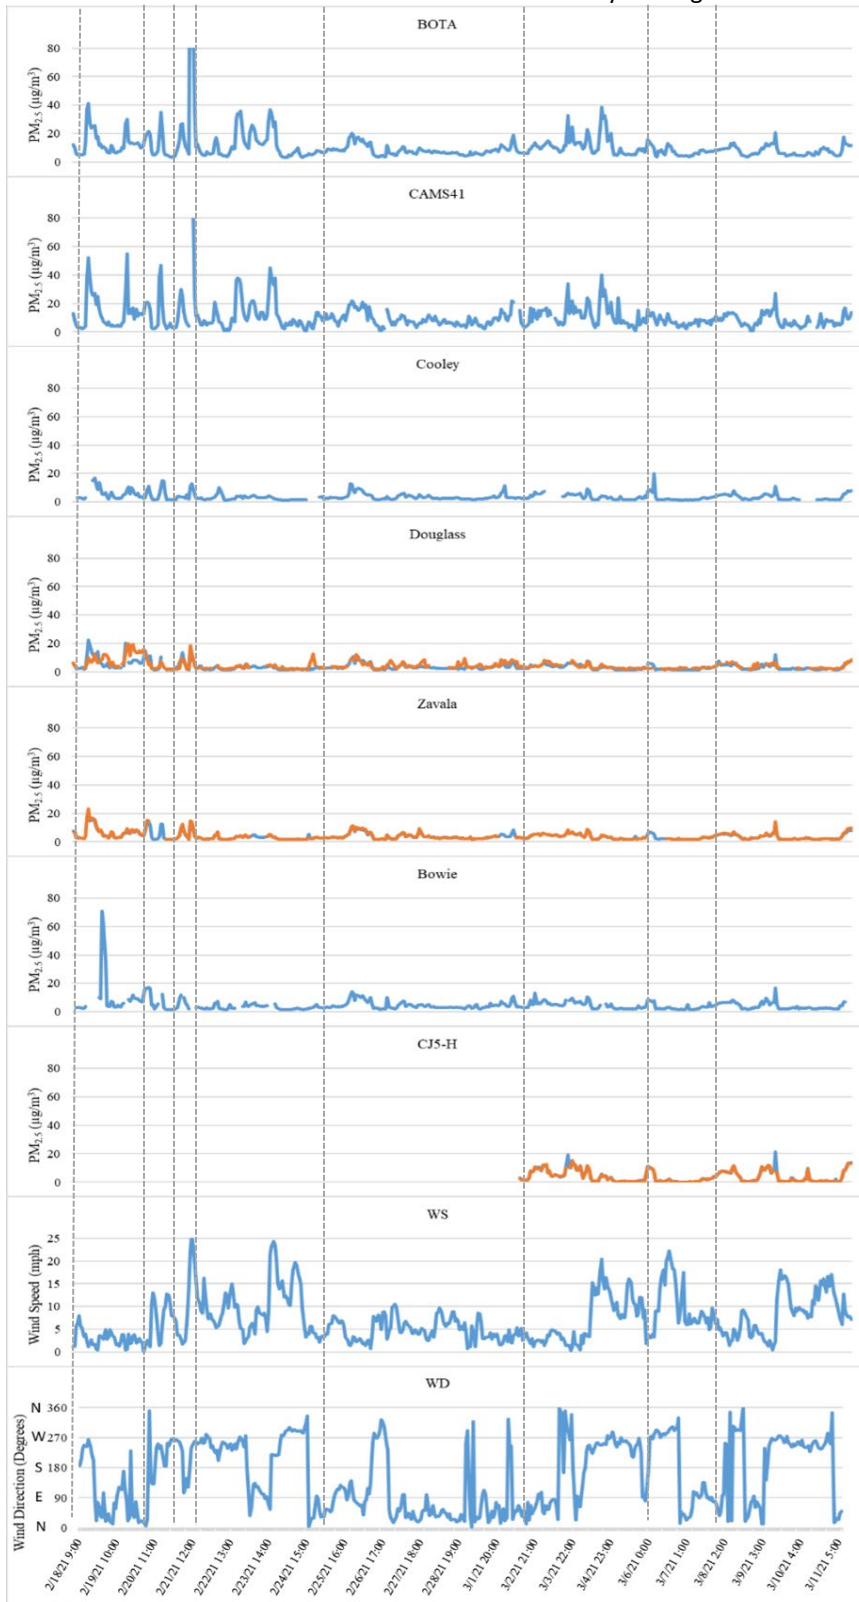 BOTA
PM2.5 (µg/m³)
80
60
40
20
0
CAMS41
PM2.5 (µg/m³)
80
60
40
20
0
Cooley
PM2.5 (µg/m³)
80
60
40
20
0
Douglass
PM2.5 (µg/m³)
80
60
40
20
0
Zavala
PM2.5 (µg/m³)
80
60
40
20
0
Bowie
PM2.5 (µg/m³)
80
60
40
20
0
CJ5-H
PM2.5 (µg/m³)
80
60
40
20
0
WS
Wind Speed (mph)
25
20
15
10
5
0
WD
Wind Direction (Degrees)
N 360
W 270
S 180
E 90
N 0
2/18/21 9:00
2/19/21 10:00
2/20/21 11:00
2/21/21 12:00
2/22/21 13:00
2/23/21 14:00
2/24/21 15:00
2/25/21 16:00
2/26/21 17:00
2/27/21 18:00
2/28/21 19:00
3/1/21 20:00
3/2/21 21:00
3/3/21 22:00
3/4/21 23:00
3/6/21 0:00
3/7/21 1:00
3/8/21 2:00
3/9/21 3:00
3/10/21 4:00
3/11/21 5:00